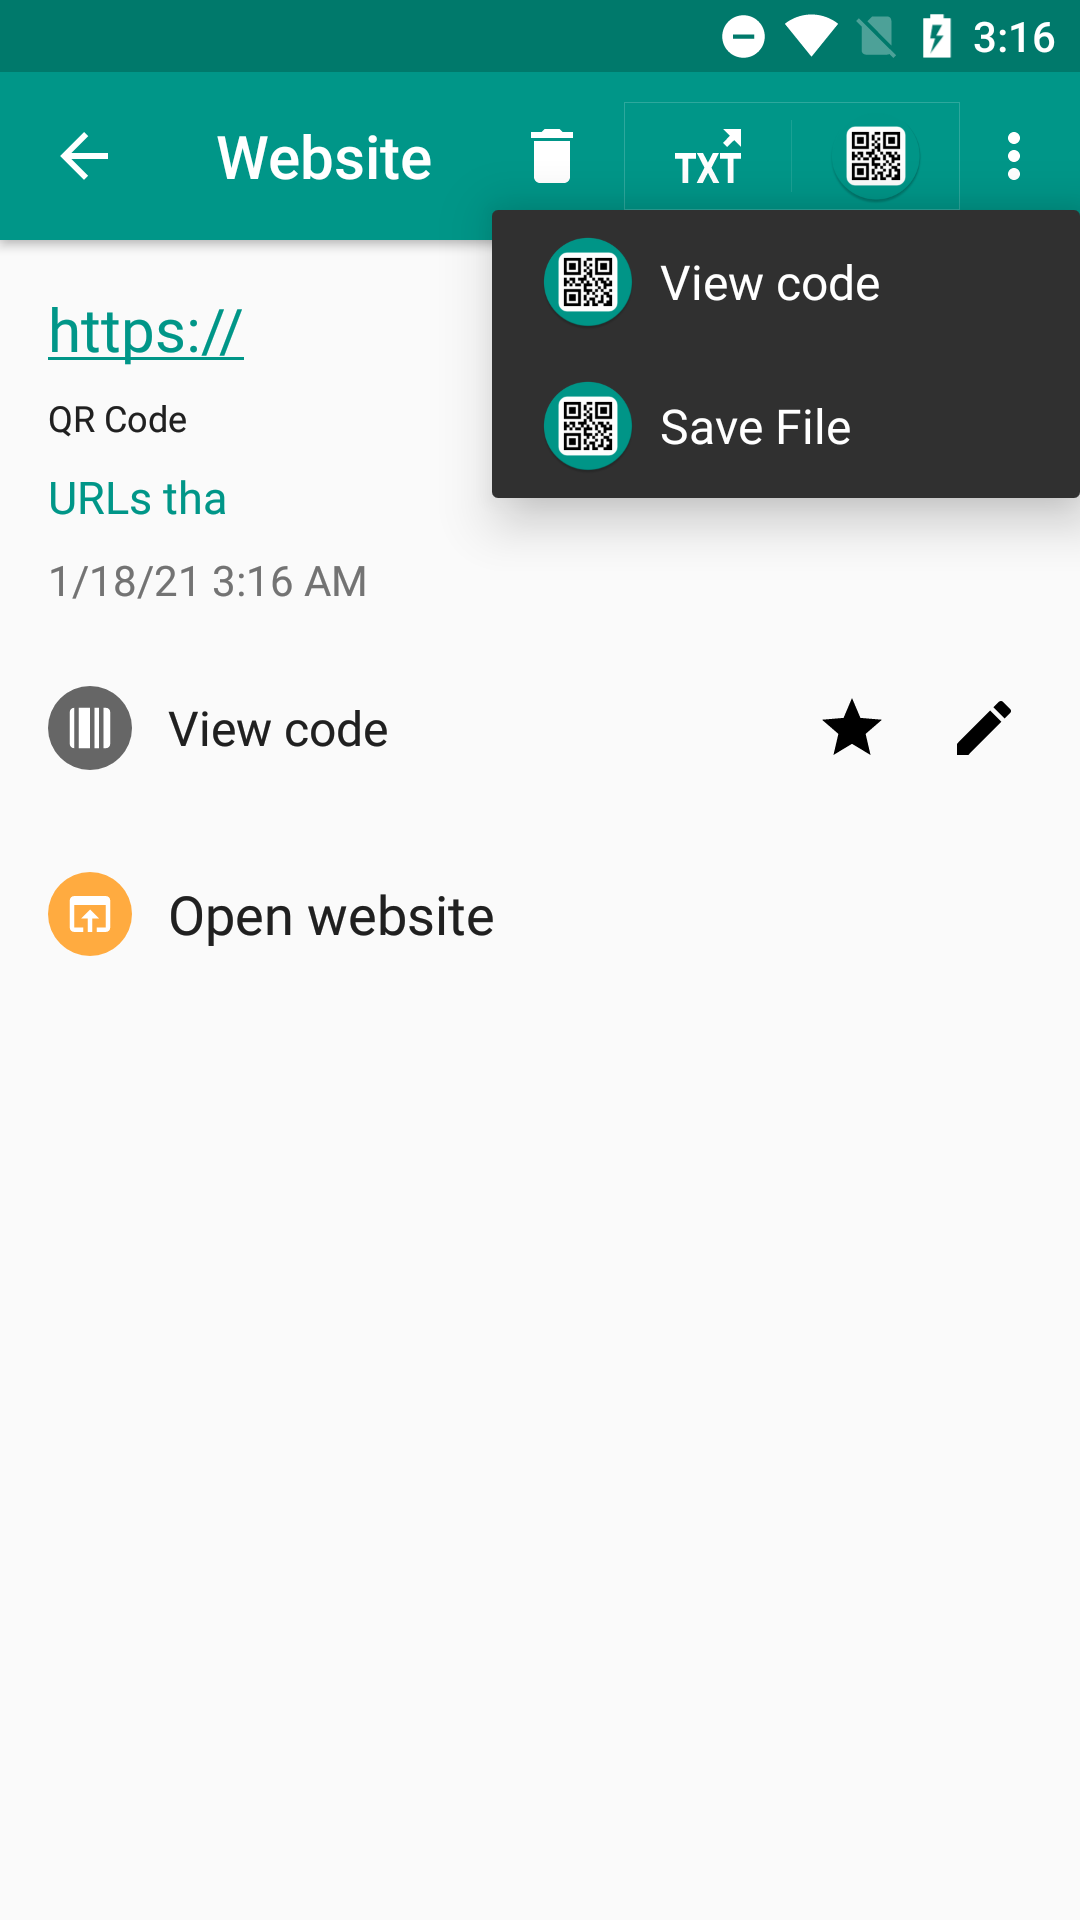 3:16
Website
TXT
View code
Save File
https://
QR Code
URLs tha
1/18/21 3:16 AM
View code
Open website